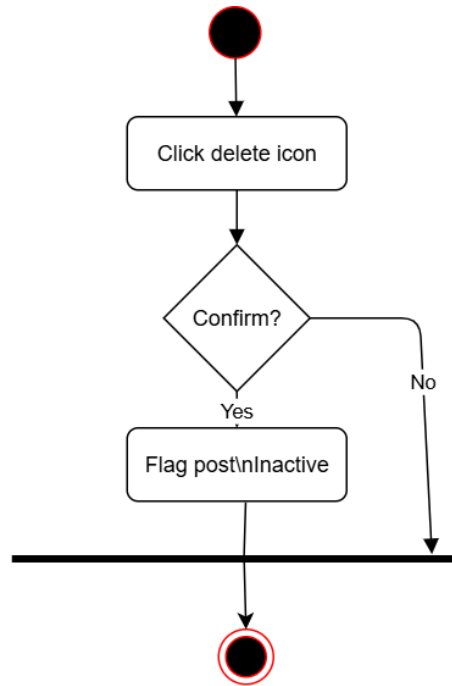 Click delete icon
Confirm?
No
Yes
Flag post\nInactive